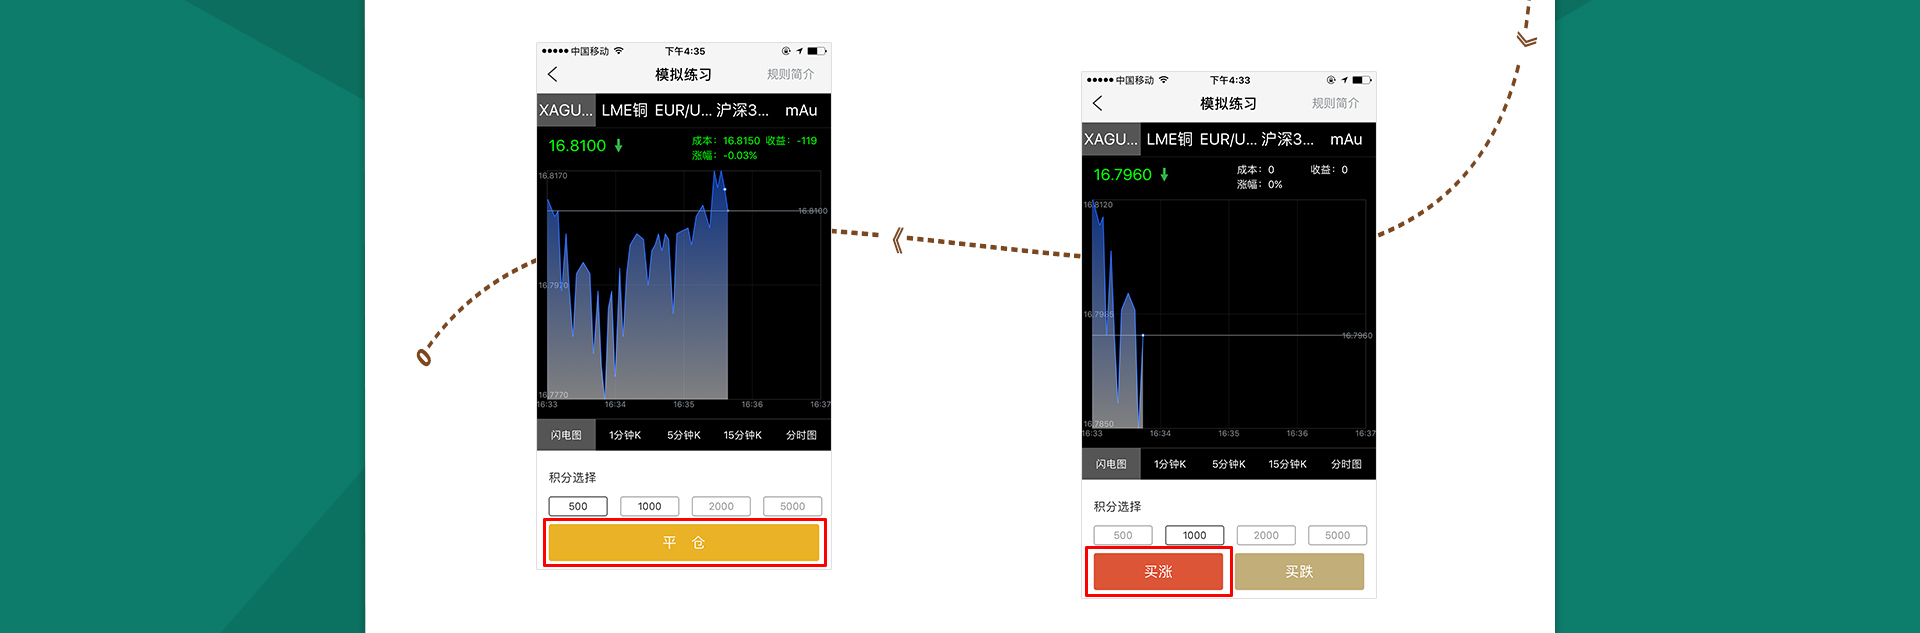 中国移动 下午4:35
模拟练习 规则简介
XAGU... LME铜 EUR/U... 沪深3... mAu
16.8100 成本：16.8150 收益：-119
涨幅：-0.03%
16.8170
16.8100
16.7970
16.7770
16:33 16:34 16:35 16:36 16:37
闪电图 1分钟K 5分钟K 15分钟K 分时图
积分选择
500 1000 2000 5000
平 仓
中国移动 下午4:33
模拟练习 规则简介
XAGU... LME铜 EUR/U... 沪深3... mAu
16.7960 成本：0 收益：0
涨幅：0%
16.8120
16.7985
16.7960
16.7850
16:33 16:34 16:35 16:36 16:37
闪电图 1分钟K 5分钟K 15分钟K 分时图
积分选择
500 1000 2000 5000
买涨 买跌